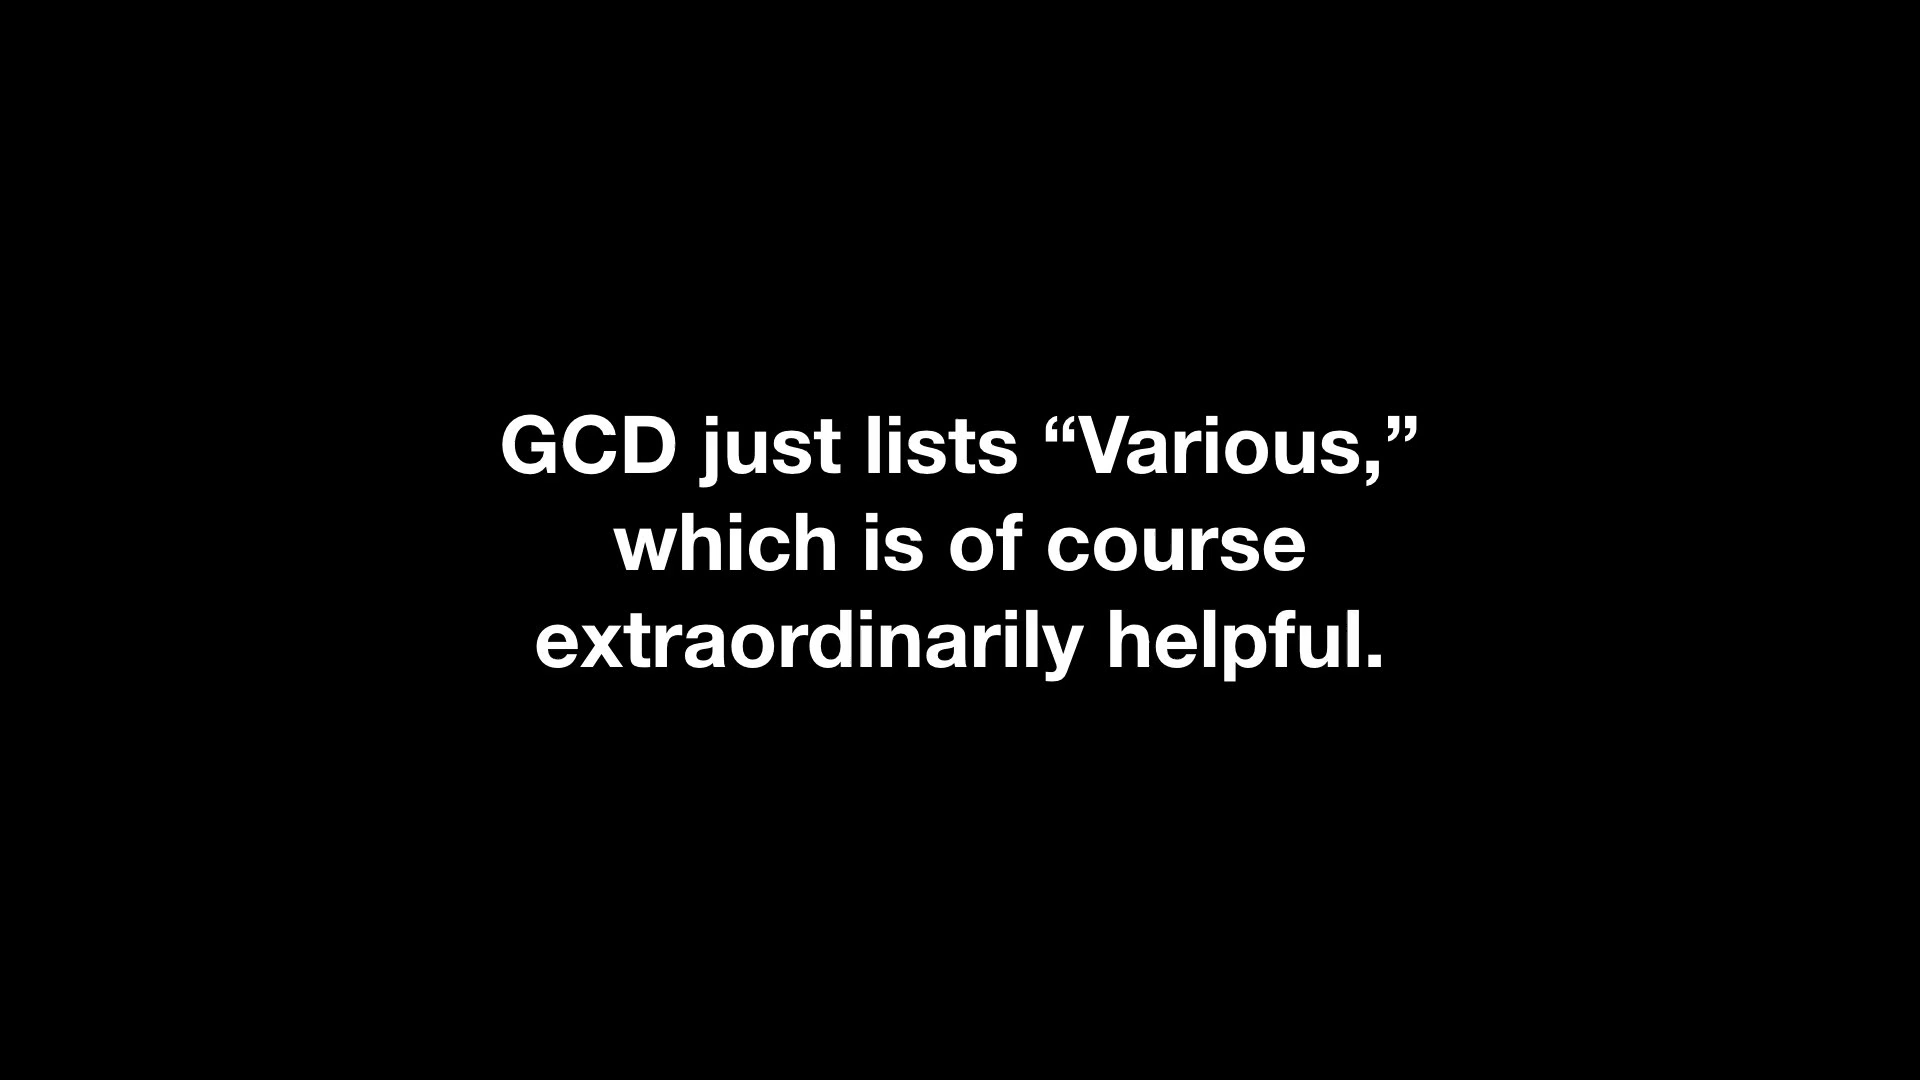 GCD just lists “Various,”
which is of course
extraordinarily helpful.